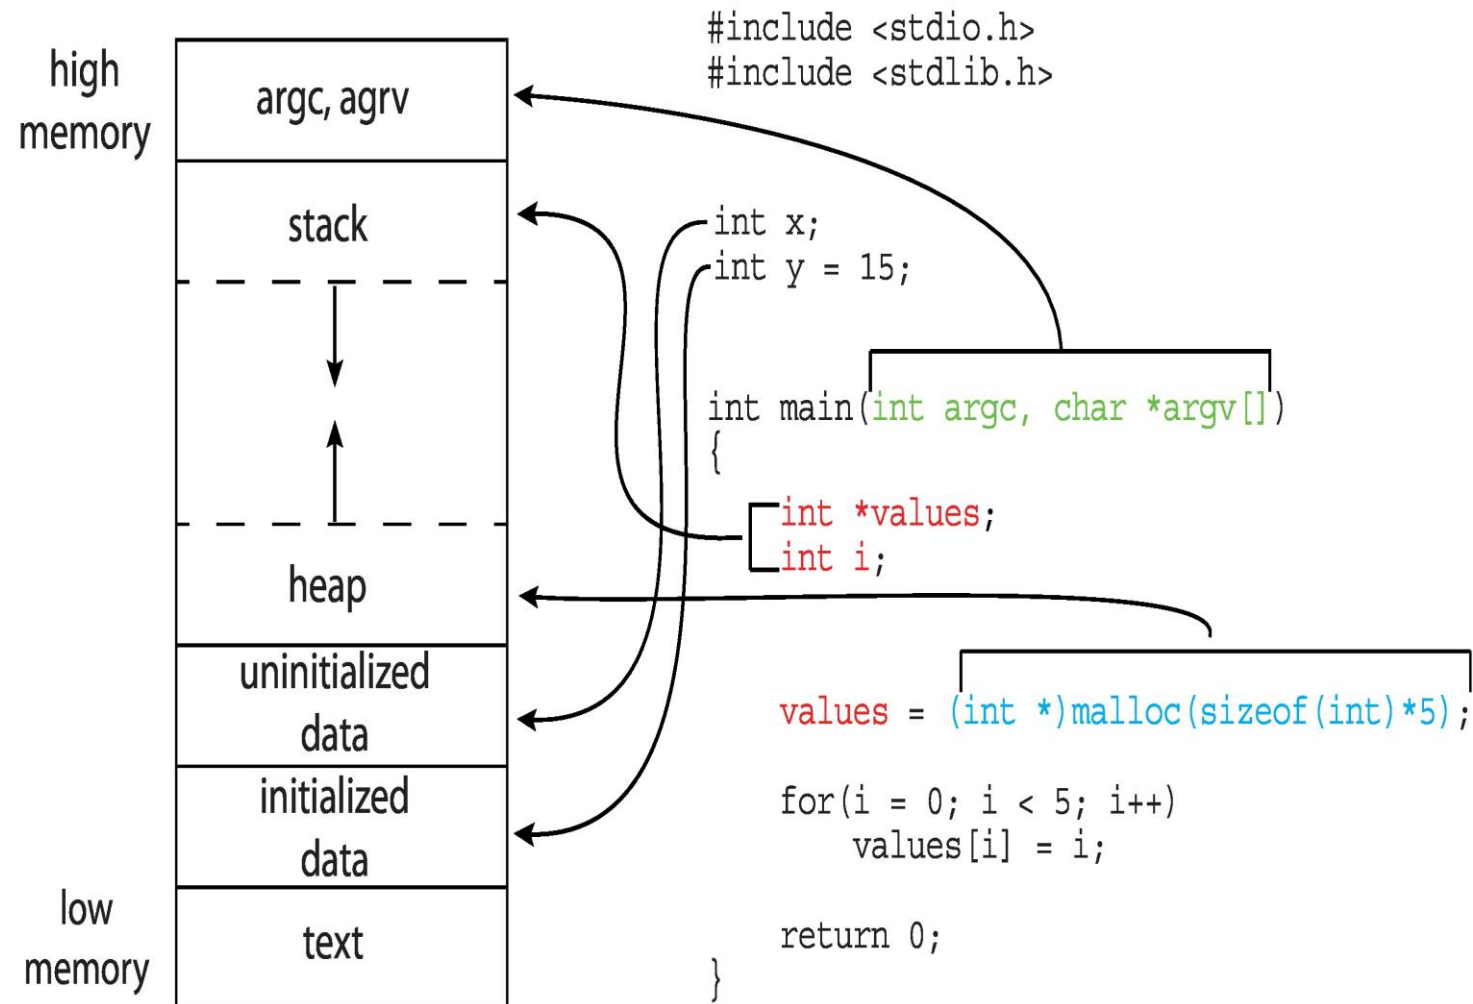 high
memory
argc, agrv
stack
heap
uninitialized
data
initialized
data
low
memory
text
#include <stdio.h>
#include <stdlib.h>
int x;
int y = 15;
int main(int argc, char *argv[])
{
int *values;
int i;
values = (int *)malloc(sizeof(int)*5);
for(i = 0; i < 5; i++)
values[i] = i;
return 0;
}